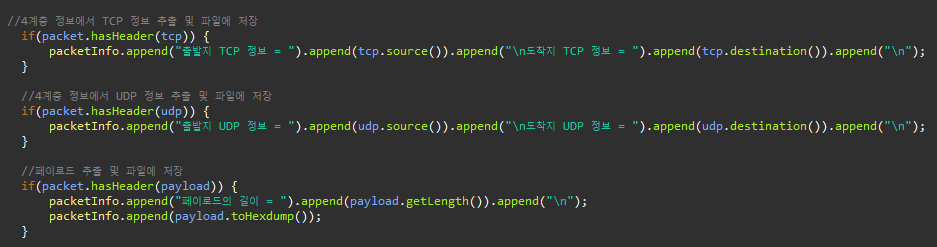 //4계층 정보에서 TCP 정보 추출 및 파일에 저장
if(packet.hasHeader(tcp)) {
packetInfo.append("출발지 TCP 정보 = ").append(tcp.source()).append("\n도착지 TCP 정보 = ").append(tcp.destination()).append("\n");
}
//4계층 정보에서 UDP 정보 추출 및 파일에 저장
if(packet.hasHeader(udp)) {
packetInfo.append("출발지 UDP 정보 = ").append(udp.source()).append("\n도착지 UDP 정보 = ").append(udp.destination()).append("\n");
}
//페이로드 추출 및 파일에 저장
if(packet.hasHeader(payload)) {
packetInfo.append("페이로드의 길이 = ").append(payload.getLength()).append("\n");
packetInfo.append(payload.toHexdump());
}